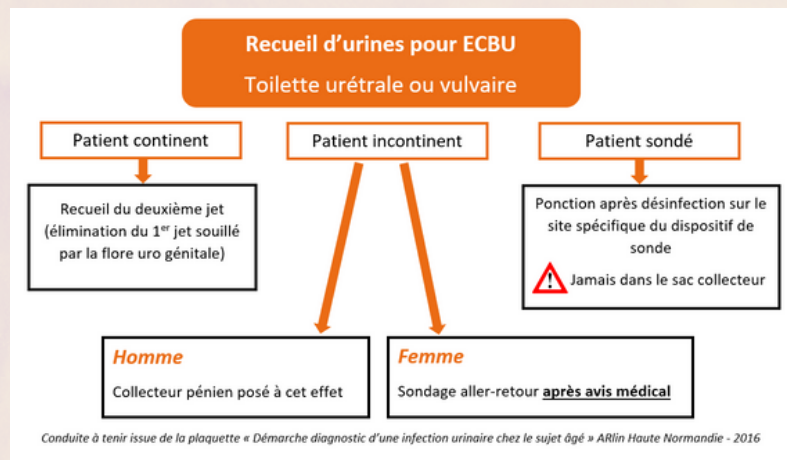 Recueil d'urines pour ECBU
Toilette urétrale ou vulvaire
Patient continent
Patient incontinent
Patient sondé
Recueil du deuxième jet
(élimination du 1er jet souillé
par la flore uro génitale)
Ponction après désinfection sur le
site spécifique du dispositif de
sonde
! Jamais dans le sac collecteur
Homme
Collecteur pénien posé à cet effet
Femme
Sondage aller-retour après avis médical
Conduite à tenir issue de la plaquette « Démarche diagnostic d'une infection urinaire chez le sujet âgé » ARlin Haute Normandie - 2016